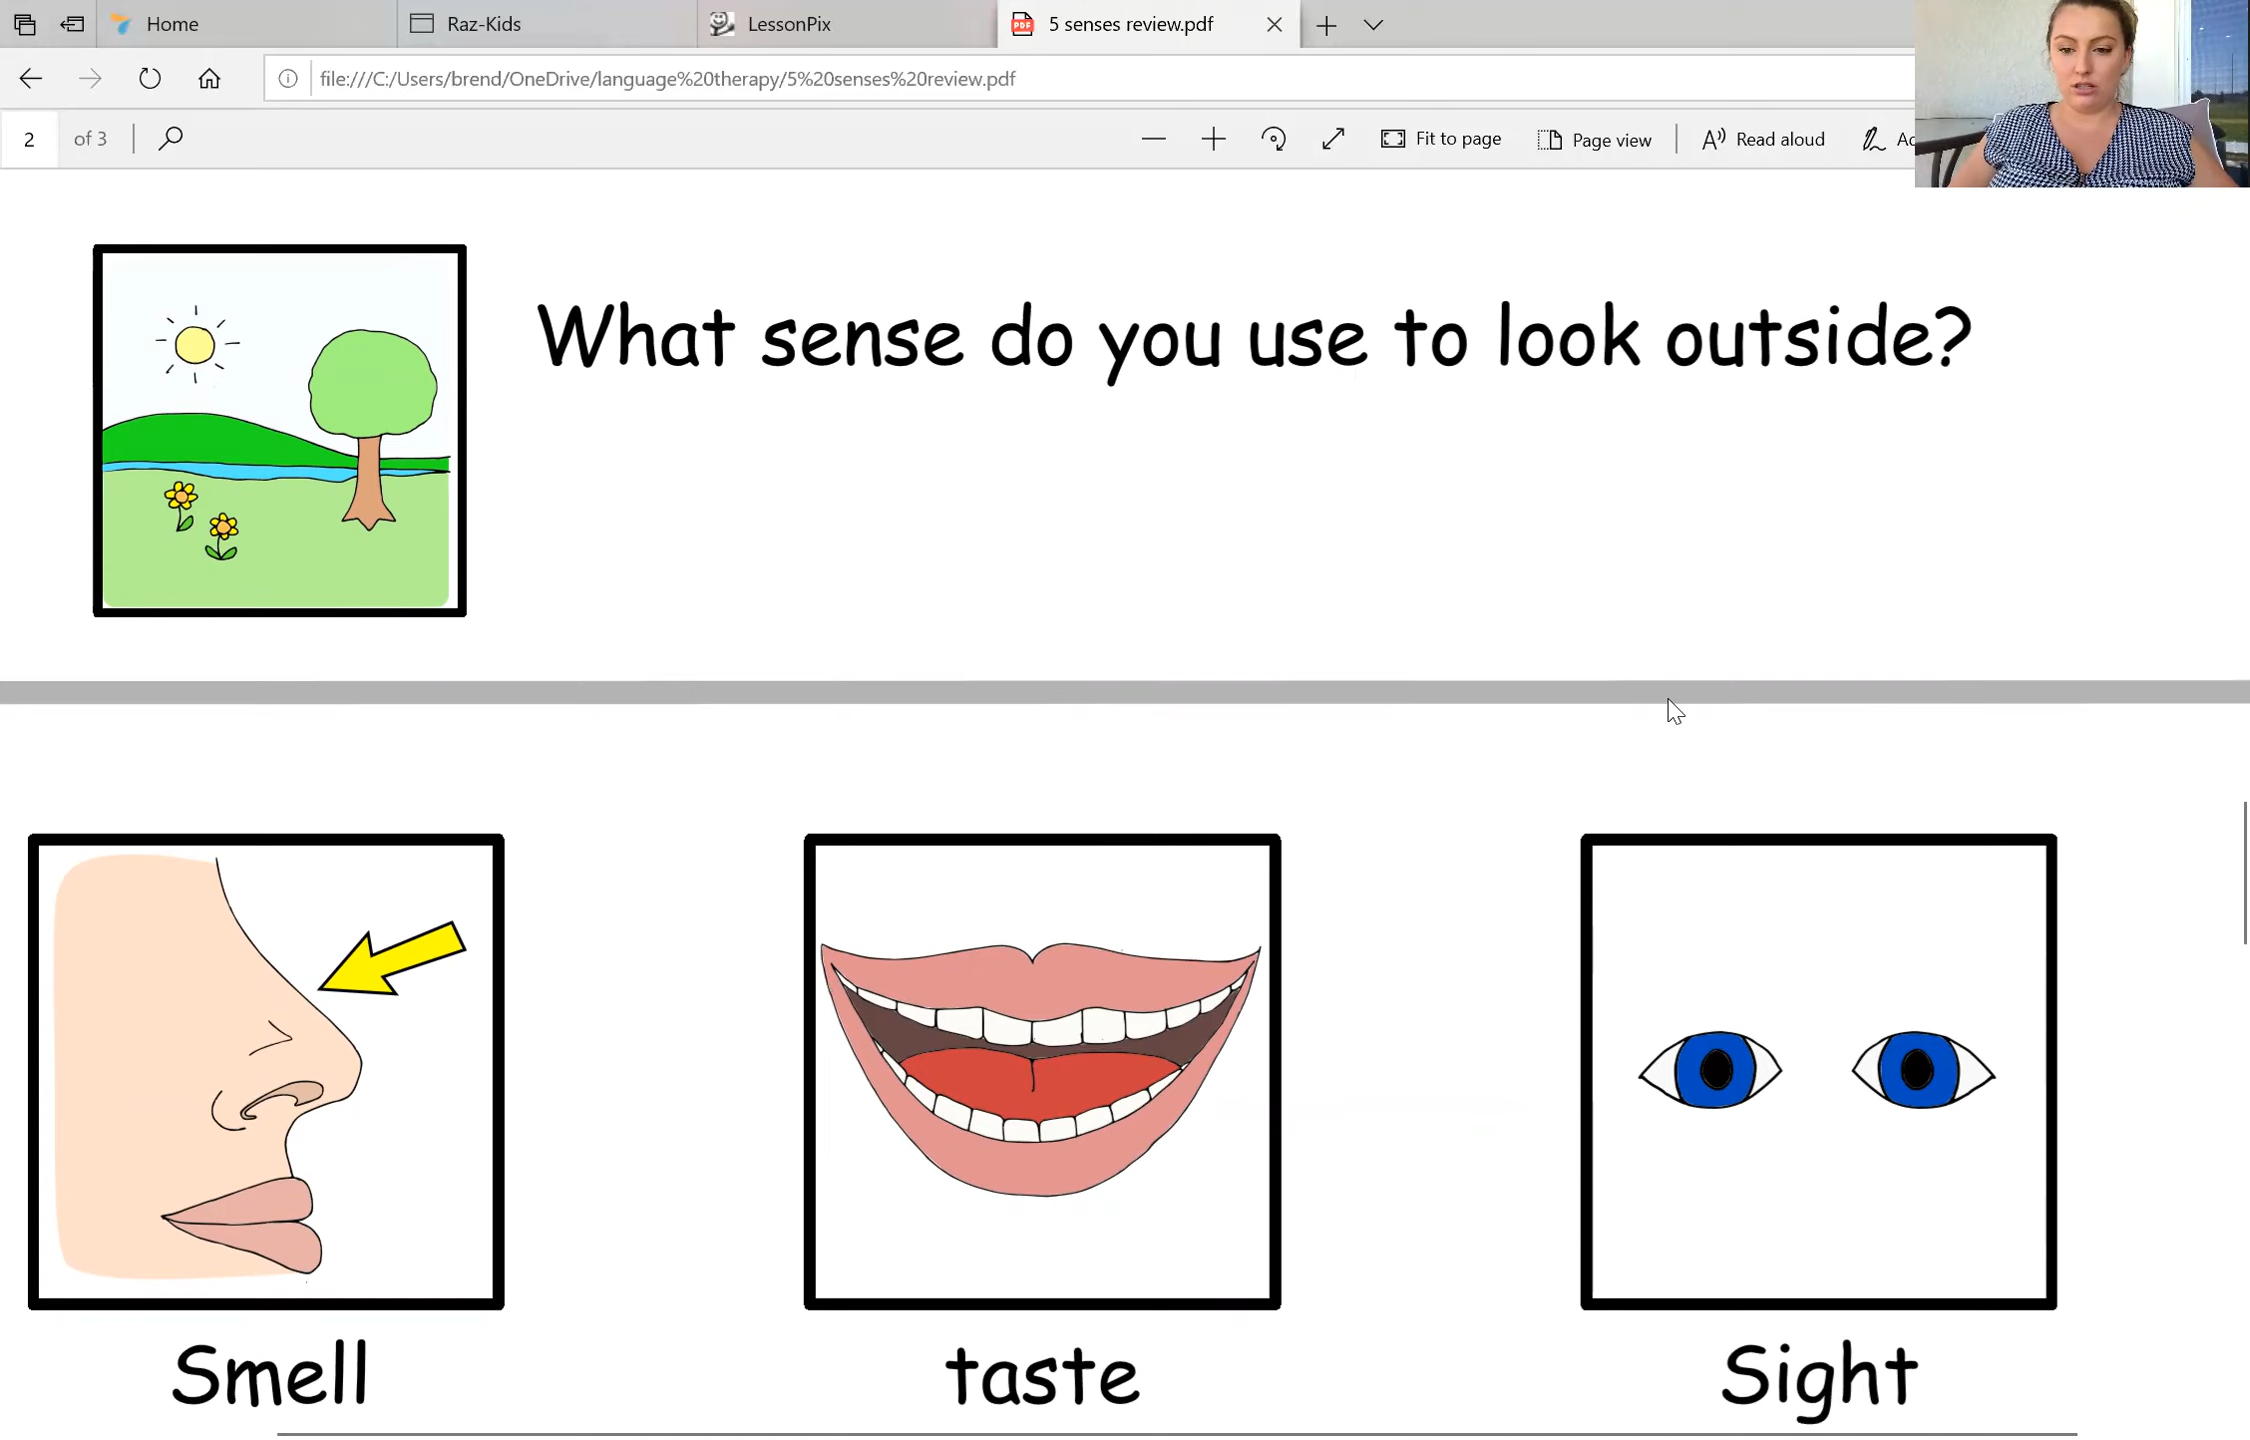 Home Raz-Kids LessonPix 5 senses review.pdf
file:///C:/Users/brend/OneDrive/language%20therapy/5%20senses%20review.pdf
2 of 3 Fit to page Page view Read aloud
What sense do you use to look outside?
Smell taste Sight